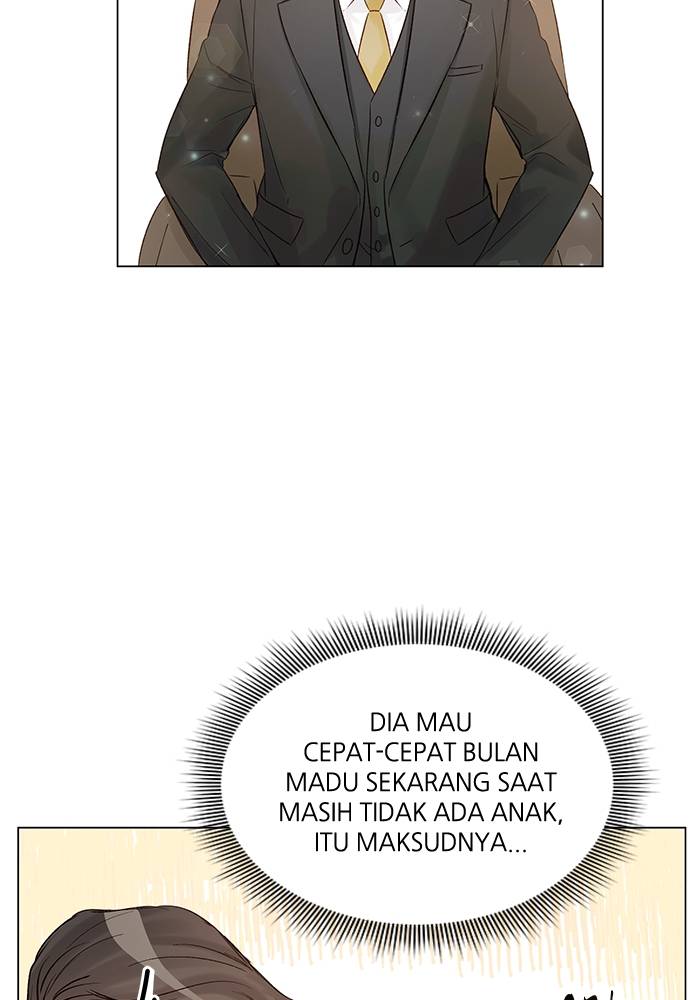 DIA MAU
CEPAT-CEPAT BULAN
MADU SEKARANG SAAT
MASIH TIDAK ADA ANAK,
ITU MAKSUDNYA...